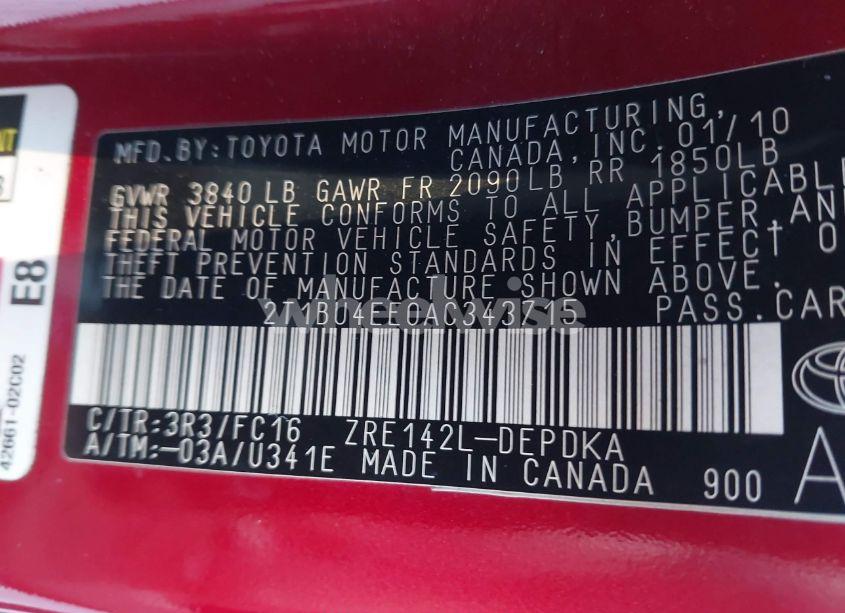 MFD.BY:TOYOTA MOTOR MANUFACTURING,
CANADA, INC. 01/10
GVWR 3840 LB GAWR FR 2090LB RR 1850LB
THIS VEHICLE CONFORMS TO ALL APPLICABLE
FEDERAL MOTOR VEHICLE SAFETY, BUMPER, AN
THEFT PREVENTION STANDARDS IN EFFECT O
THE DATE OF MANUFACTURE SHOWN ABOVE.
PASS.CAR
C/TR:3R3/FC16 ZRE142L-DEPDKA
A/TM:-03A/U341E MADE IN CANADA 900
A
E8
42661-02C02
wheelwise